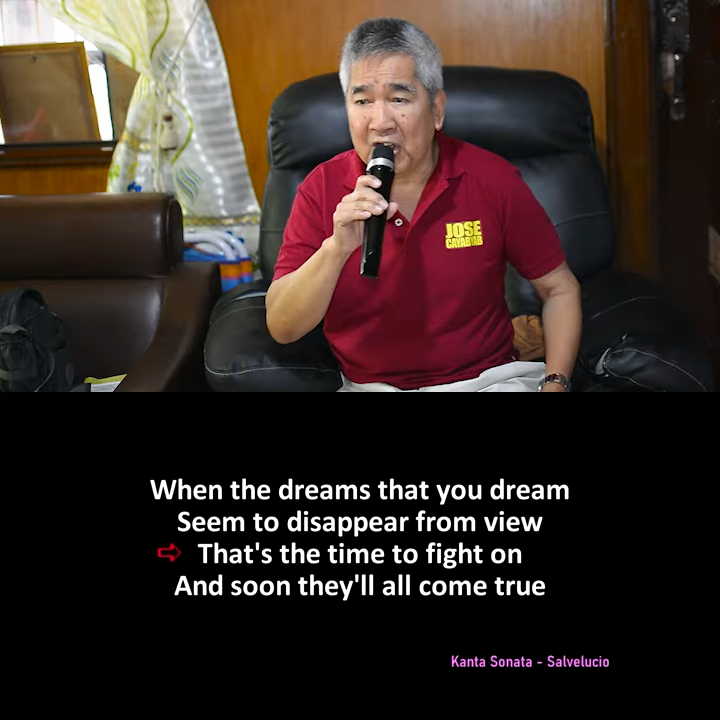 JOSE
CAYABYAB
When the dreams that you dream
Seem to disappear from view
That's the time to fight on
And soon they'll all come true
Kanta Sonata - Salvelucio